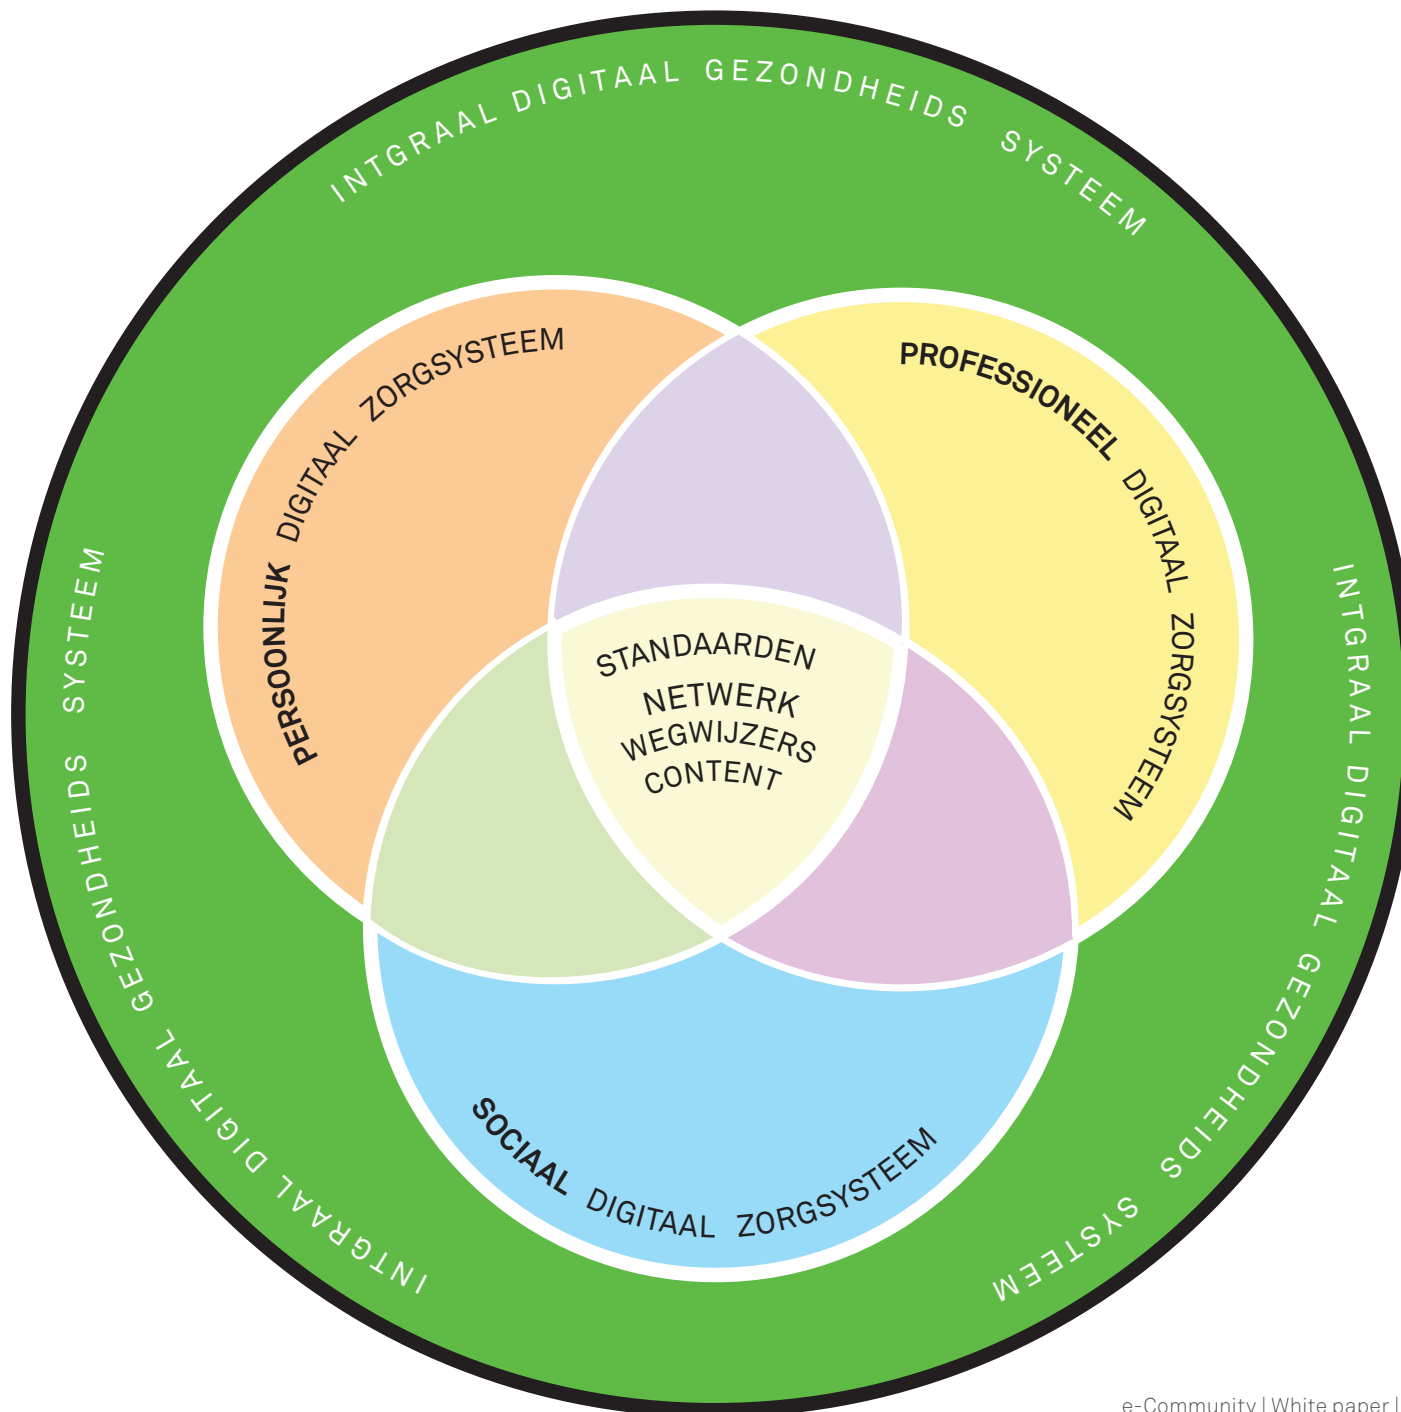 INTGRAAL DIGITAAL GEZONDHEIDS SYSTEEM
PERSOONLIJK DIGITAAL ZORGSYSTEEM
PROFESSIONEEL DIGITAAL ZORGSYSTEEM
STANDAARDEN
NETWERK
WEGWIJZERS
CONTENT
SOCIAAL DIGITAAL ZORGSYSTEEM
INTGRAAL DIGITAAL GEZONDHEIDS SYSTEEM
INTGRAAL DIGITAAL GEZONDHEIDS SYSTEEM
e-Community | White paper |